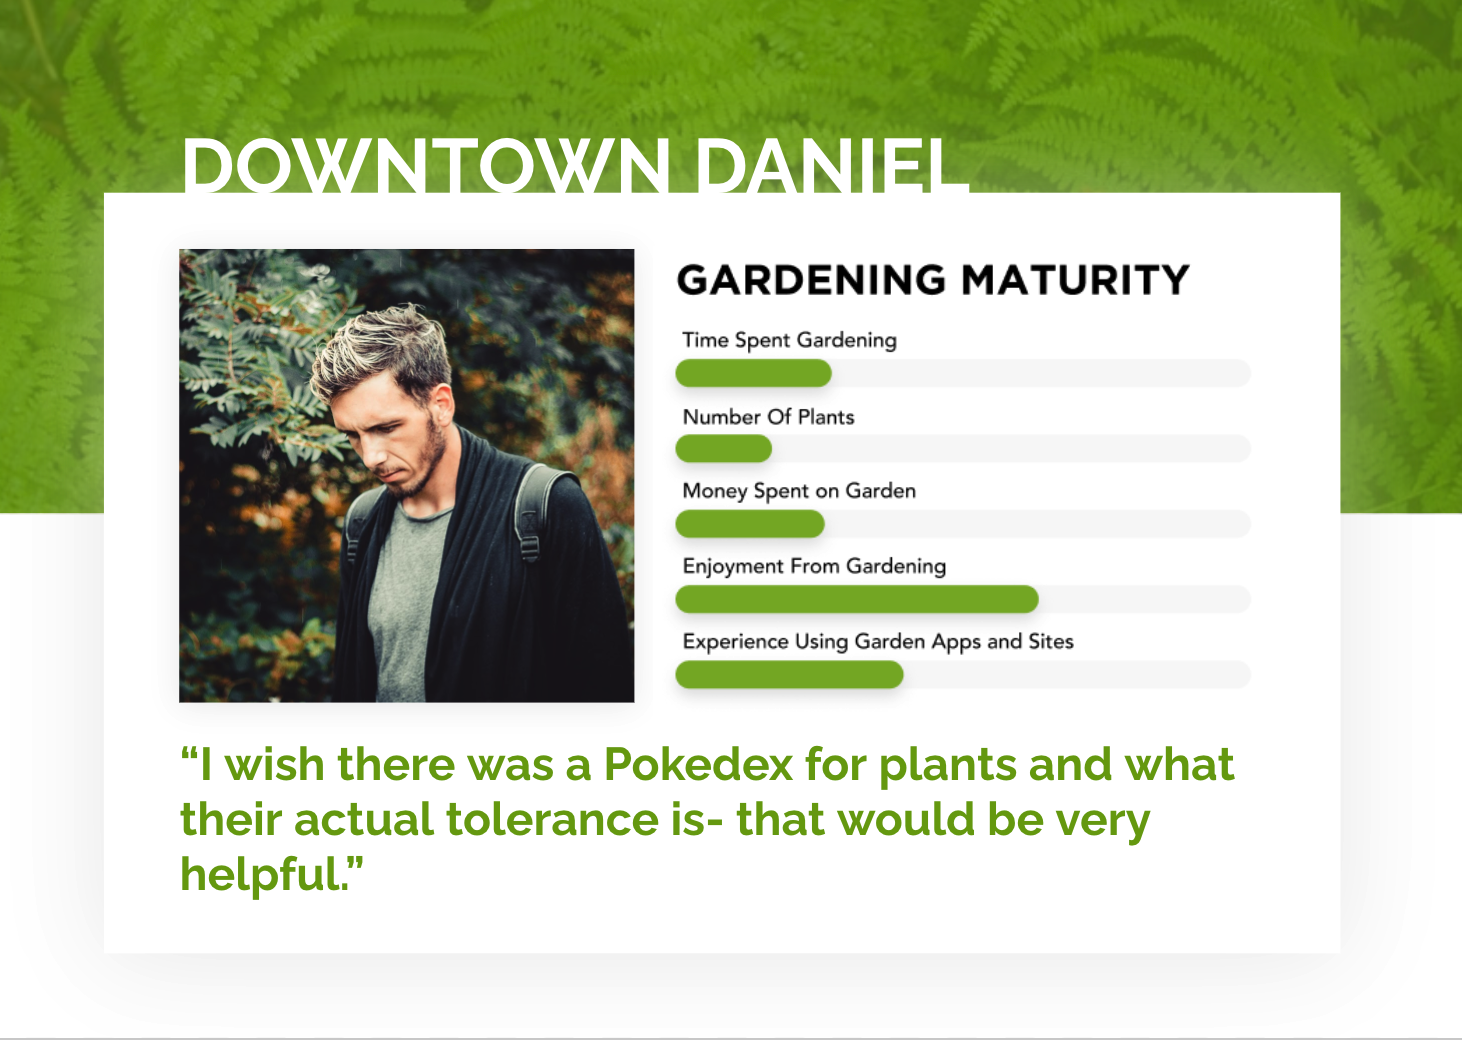 DOWNTOWN DANIEL
GARDENING MATURITY
Time Spent Gardening
Number Of Plants
Money Spent on Garden
Enjoyment From Gardening
Experience Using Garden Apps and Sites
“I wish there was a Pokedex for plants and what
their actual tolerance is- that would be very
helpful.”